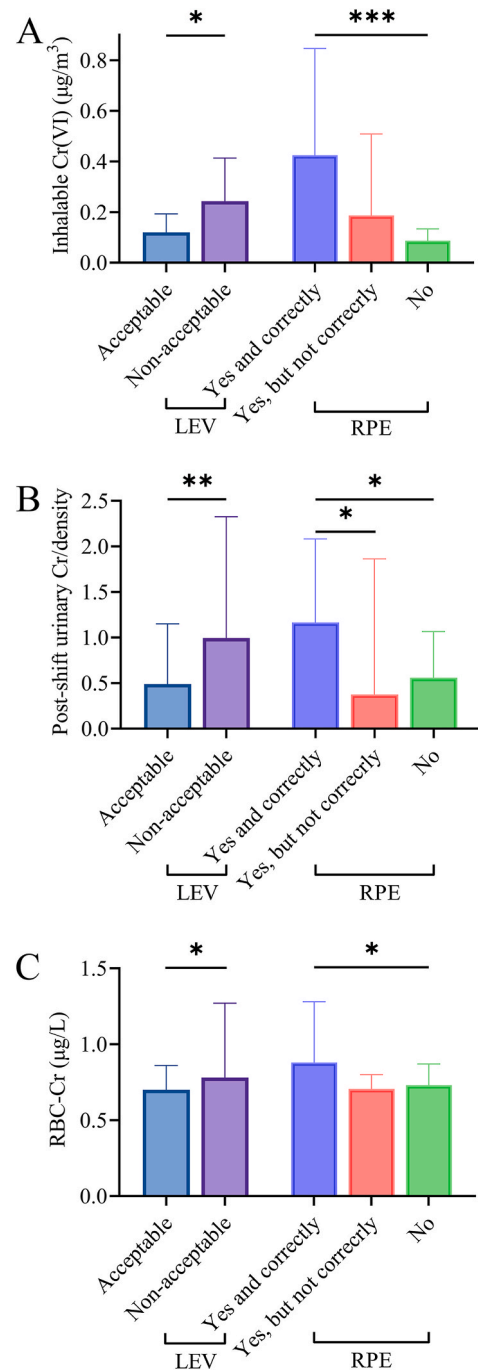 A
*
***
Inhalable Cr(VI) (μg/m³)
0.8
0.6
0.4
0.2
0.0
Acceptable
Non-acceptable
Yes and correctly
Yes, but not correcrly
No
LEV
RPE
B
**
*
*
Post-shift urinary Cr/density
2.5
2.0
1.5
1.0
0.5
0.0
Acceptable
Non-acceptable
Yes and correctly
Yes, but not correcrly
No
LEV
RPE
C
*
*
RBC-Cr (μg/L)
1.5
1.0
0.5
0.0
Acceptable
Non-acceptable
Yes and correctly
Yes, but not correcrly
No
LEV
RPE